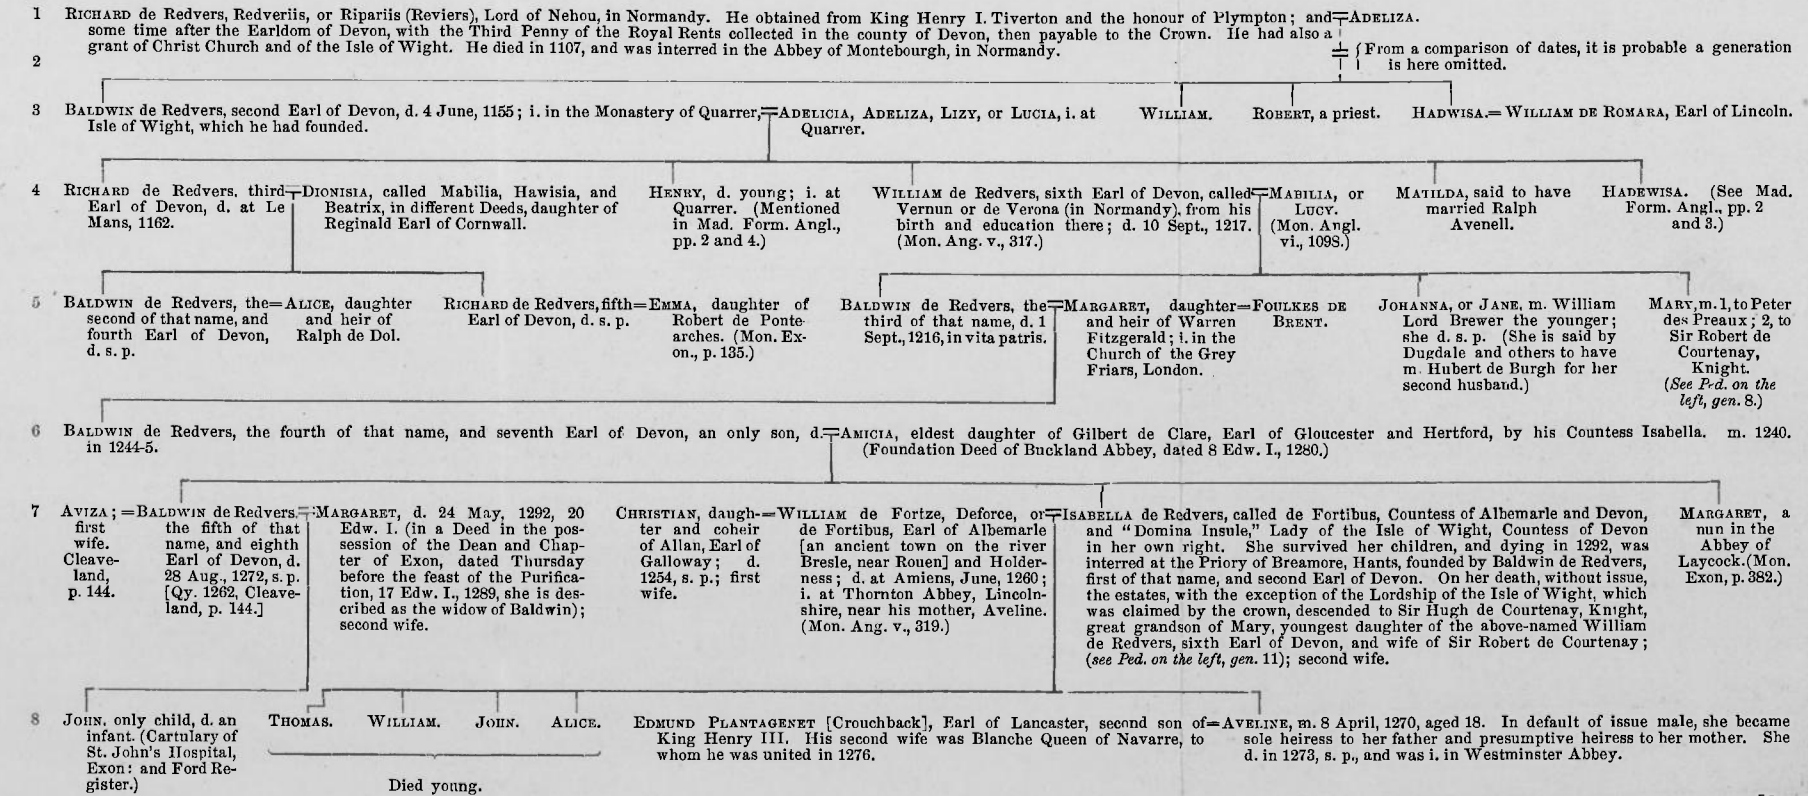 1 RICHARD de Redvers, Redveriis, or Ripariis (Reviers), Lord of Nehou, in Normandy. He obtained from King Henry I. Tiverton and the honour of Plympton; and=ADELIZA.
some time after the Earldom of Devon, with the Third Penny of the Royal Rents collected in the county of Devon, then payable to the Crown. He had also a
grant of Christ Church and of the Isle of Wight. He died in 1107, and was interred in the Abbey of Montebourgh, in Normandy.
{From a comparison of dates, it is probable a generation
is here omitted.
2
3 BALDWIN de Redvers, second Earl of Devon, d. 4 June, 1155; i. in the Monastery of Quarrer,=ADELICIA, ADELIZA, LIZY, or LUCIA, i. at
Isle of Wight, which he had founded.
Quarrer.
WILLIAM.
ROBERT, a priest.
HADWISA.=WILLIAM DE ROMARA, Earl of Lincoln.
4 RICHARD de Redvers, third=
Earl of Devon, d. at Le
Mans, 1162.
DIONISIA, called Mabilia, Hawisia, and
Beatrix, in different Deeds, daughter of
Reginald Earl of Cornwall.
HENRY, d. young; i. at
Quarrer. (Mentioned
in Mad. Form. Angl.,
pp. 2 and 4.)
WILLIAM de Redvers, sixth Earl of Devon, called=
Vernun or de Verona (in Normandy), from his
birth and education there; d. 10 Sept., 1217.
(Mon. Ang. v., 317.)
MABILIA, or
LUCY.
(Mon. Angl.
vi., 1098.)
MATILDA, said to have
married Ralph
Avenell.
HADEWISA. (See Mad.
Form. Angl., pp. 2
and 3.)
5 BALDWIN de Redvers, the=
second of that name, and
fourth Earl of Devon,
d. s. p.
ALICE, daughter
and heir of
Ralph de Dol.
RICHARD de Redvers, fifth=
Earl of Devon, d. s. p.
EMMA, daughter of
Robert de Ponte-
arches. (Mon. Ex-
on., p. 135.)
BALDWIN de Redvers, the=
third of that name, d. 1
Sept., 1216, in vita patris.
MARGARET, daughter=
and heir of Warren
Fitzgerald; i. in the
Church of the Grey
Friars, London.
FOULKES DE
BRENT.
JOHANNA, or JANE, m. William
Lord Brewer the younger;
she d. s. p. (She is said by
Dugdale and others to have
m. Hubert de Burgh for her
second husband.)
MARY, m. 1, to Peter
des Preaux; 2, to
Sir Robert de
Courtenay,
Knight.
(See Ped. on the
left, gen. 8.)
6 BALDWIN de Redvers, the fourth of that name, and seventh Earl of Devon, an only son, d.=
in 1244-5.
AMICIA, eldest daughter of Gilbert de Clare, Earl of Gloucester and Hertford, by his Countess Isabella. m. 1240.
(Foundation Deed of Buckland Abbey, dated 8 Edw. I., 1280.)
7 AVIZA;=
first
wife.
Cleave-
land,
p. 144.
BALDWIN de Redvers,=
the fifth of that
name, and eighth
Earl of Devon, d.
28 Aug., 1272, s. p.
[Qy. 1262, Cleave-
land, p. 144.]
MARGARET, d. 24 May, 1292, 20
Edw. I. (in a Deed in the pos-
session of the Dean and Chap-
ter of Exon, dated Thursday
before the feast of the Purifica-
tion, 17 Edw. I., 1289, she is des-
cribed as the widow of Baldwin);
second wife.
CHRISTIAN, daugh-=
ter and coheir
of Allan, Earl of
Galloway; d.
1254, s. p.; first
wife.
WILLIAM de Fortze, Deforce, or=
de Fortibus, Earl of Albemarle
[an ancient town on the river
Bresle, near Rouen] and Holder-
ness; d. at Amiens, June, 1260;
i. at Thornton Abbey, Lincoln-
shire, near his mother, Aveline.
(Mon. Ang. v., 319.)
ISABELLA de Redvers, called de Fortibus, Countess of Albemarle and Devon,
and "Domina Insule," Lady of the Isle of Wight, Countess of Devon
in her own right. She survived her children, and dying in 1292, was
interred at the Priory of Breamore, Hants, founded by Baldwin de Redvers,
first of that name, and second Earl of Devon. On her death, without issue,
the estates, with the exception of the Lordship of the Isle of Wight, which
was claimed by the crown, descended to Sir Hugh de Courtenay, Knight,
great grandson of Mary, youngest daughter of the above-named William
de Redvers, sixth Earl of Devon, and wife of Sir Robert de Courtenay;
(see Ped. on the left, gen. 11); second wife.
MARGARET, a
nun in the
Abbey of
Laycock. (Mon.
Exon, p. 382.)
8 JOHN, only child, d. an
infant. (Cartulary of
St. John's Hospital,
Exon: and Ford Re-
gister.)
THOMAS. WILLIAM. JOHN. ALICE.
Died young.
EDMUND PLANTAGENET [Crouchback], Earl of Lancaster, second son of=
King Henry III. His second wife was Blanche Queen of Navarre, to
whom he was united in 1276.
AVELINE, m. 8 April, 1270, aged 18. In default of issue male, she became
sole heiress to her father and presumptive heiress to her mother. She
d. in 1273, s. p., and was i. in Westminster Abbey.